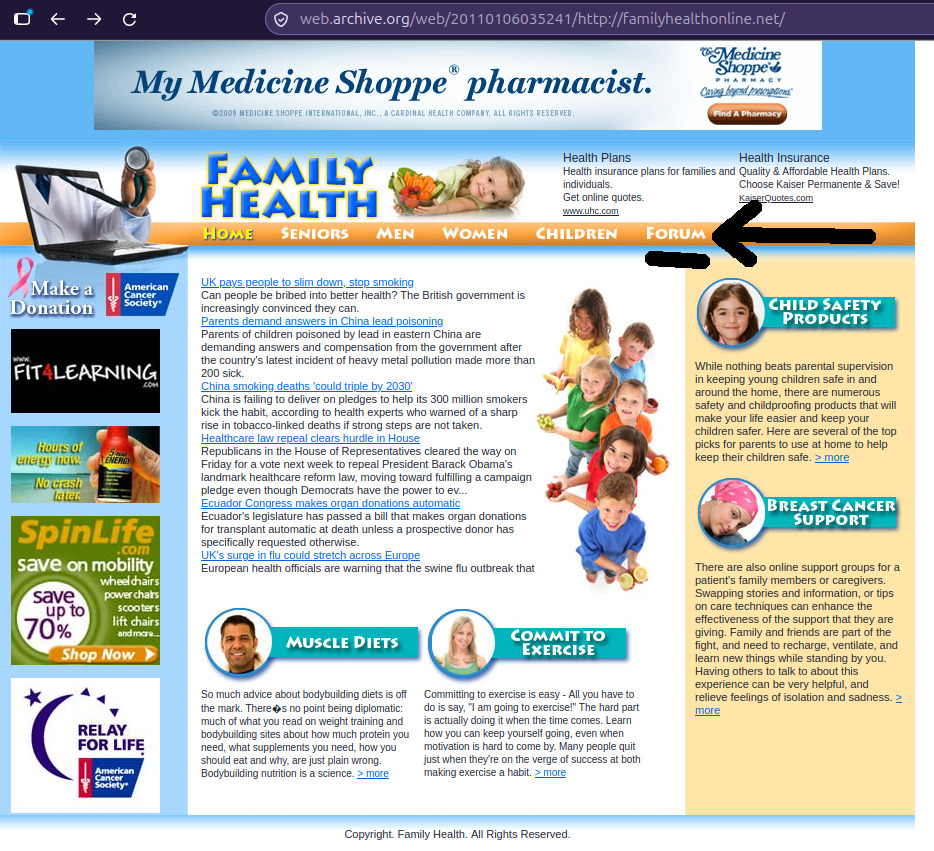 web.archive.org/web/20110106035241/http://familyhealthonline.net/
My Medicine Shoppe® pharmacist.
©2009 MEDICINE SHOPPE INTERNATIONAL, INC., A CARDINAL HEALTH COMPANY. ALL RIGHTS RESERVED.
The Medicine
Shoppe
PHARMACY
Caring beyond prescriptions
Find A Pharmacy
FAMILY
HEALTH
Health Plans
Health insurance plans for families and
individuals.
Get online quotes.
www.uhc.com
Health Insurance
Quality & Affordable Health Plans.
Choose Kaiser Permanente & Save!
KaiserQuotes.com
HOME SENIORS MEN WOMEN CHILDREN FORUM
Make a
Donation
American
Cancer
Society®
www.
FIT4LEARNING
.com
Hours of
energy now.
No crash
later.
5-hour
ENERGY
SpinLife
.com
save on mobility
wheelchairs
power chairs
scooters
lift chairs
and more...
save
up to
70%
Shop Now
RELAY
FOR LIFE
American
Cancer
Society®
UK pays people to slim down, stop smoking
Can people be bribed into better health? The British government is
increasingly convinced they can.
Parents demand answers in China lead poisoning
Parents of children poisoned by lead in eastern China are
demanding answers and compensation from the government after
the country's latest incident of heavy metal pollution made more than
200 sick.
China smoking deaths 'could triple by 2030'
China is failing to deliver on pledges to help its 300 million smokers
kick the habit, according to health experts who warned of a sharp
rise in tobacco-linked deaths if strong steps are not taken.
Healthcare law repeal clears hurdle in House
Republicans in the House of Representatives cleared the way on
Friday for a vote next week to repeal President Barack Obama's
landmark healthcare reform law, moving toward fulfilling a campaign
pledge even though Democrats have the power to ev...
Ecuador Congress makes organ donations automatic
Ecuador's legislature has passed a bill that makes organ donations
for transplant automatic at death unless a prospective donor has
specifically requested otherwise.
UK's surge in flu could stretch across Europe
European health officials are warning that the swine flu outbreak that
MUSCLE DIETS
So much advice about bodybuilding diets is off
the mark. There�s no point being diplomatic:
much of what you read on weight training and
bodybuilding sites about how much protein you
need, what supplements you need, how you
should eat and why, are just plain wrong.
Bodybuilding nutrition is a science. > more
COMMIT TO
EXERCISE
Committing to exercise is easy - All you have to
do is say, "I am going to exercise!" The hard part
is actually doing it when the time comes. Learn
how you can keep yourself going, even when
motivation is hard to come by. Many people quit
just when they're on the verge of success at both
making exercise a habit. > more
CHILD SAFETY
PRODUCTS
While nothing beats parental supervision
in keeping young children safe in and
around the home, there are numerous
safety and childproofing products that will
make your life easier and keep your
children safer. Here are several of the top
picks for parents to use at home to help
keep their children safe. > more
BREAST CANCER
SUPPORT
There are also online support groups for a
patient's family members or caregivers.
Swapping stories and information, or tips
on care techniques can enhance the
effectiveness of the support that they are
giving. Family and friends are part of the
fight, and need to recharge, ventilate, and
learn new things while standing by you.
Having others to talk to about this
experience can be very helpful, and
relieve feelings of isolation and sadness. >
more
Copyright. Family Health. All Rights Reserved.